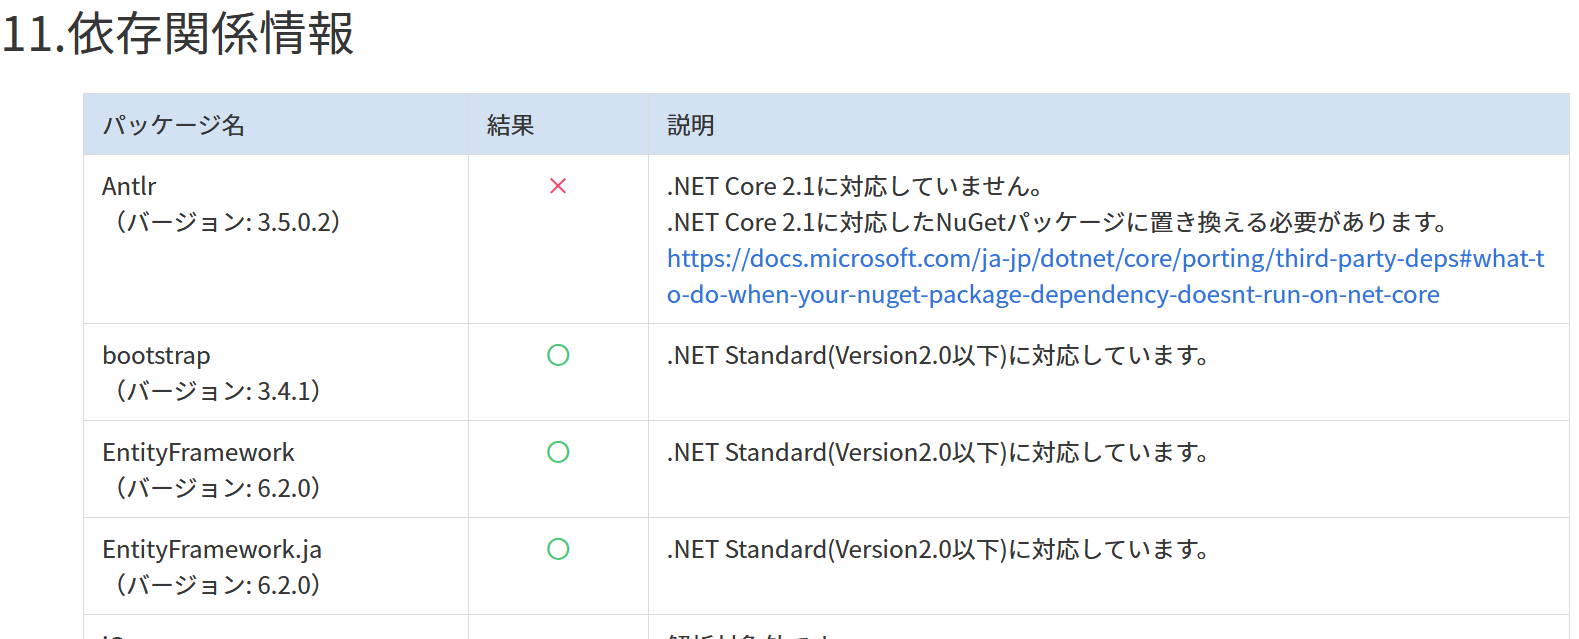 11.依存関係情報
パッケージ名
結果
説明
Antlr
（バージョン: 3.5.0.2）
×
.NET Core 2.1に対応していません。
.NET Core 2.1に対応したNuGetパッケージに置き換える必要があります。
https://docs.microsoft.com/ja-jp/dotnet/core/porting/third-party-deps#what-t
o-do-when-your-nuget-package-dependency-doesnt-run-on-net-core
bootstrap
（バージョン: 3.4.1）
○
.NET Standard(Version2.0以下)に対応しています。
EntityFramework
（バージョン: 6.2.0）
○
.NET Standard(Version2.0以下)に対応しています。
EntityFramework.ja
（バージョン: 6.2.0）
○
.NET Standard(Version2.0以下)に対応しています。